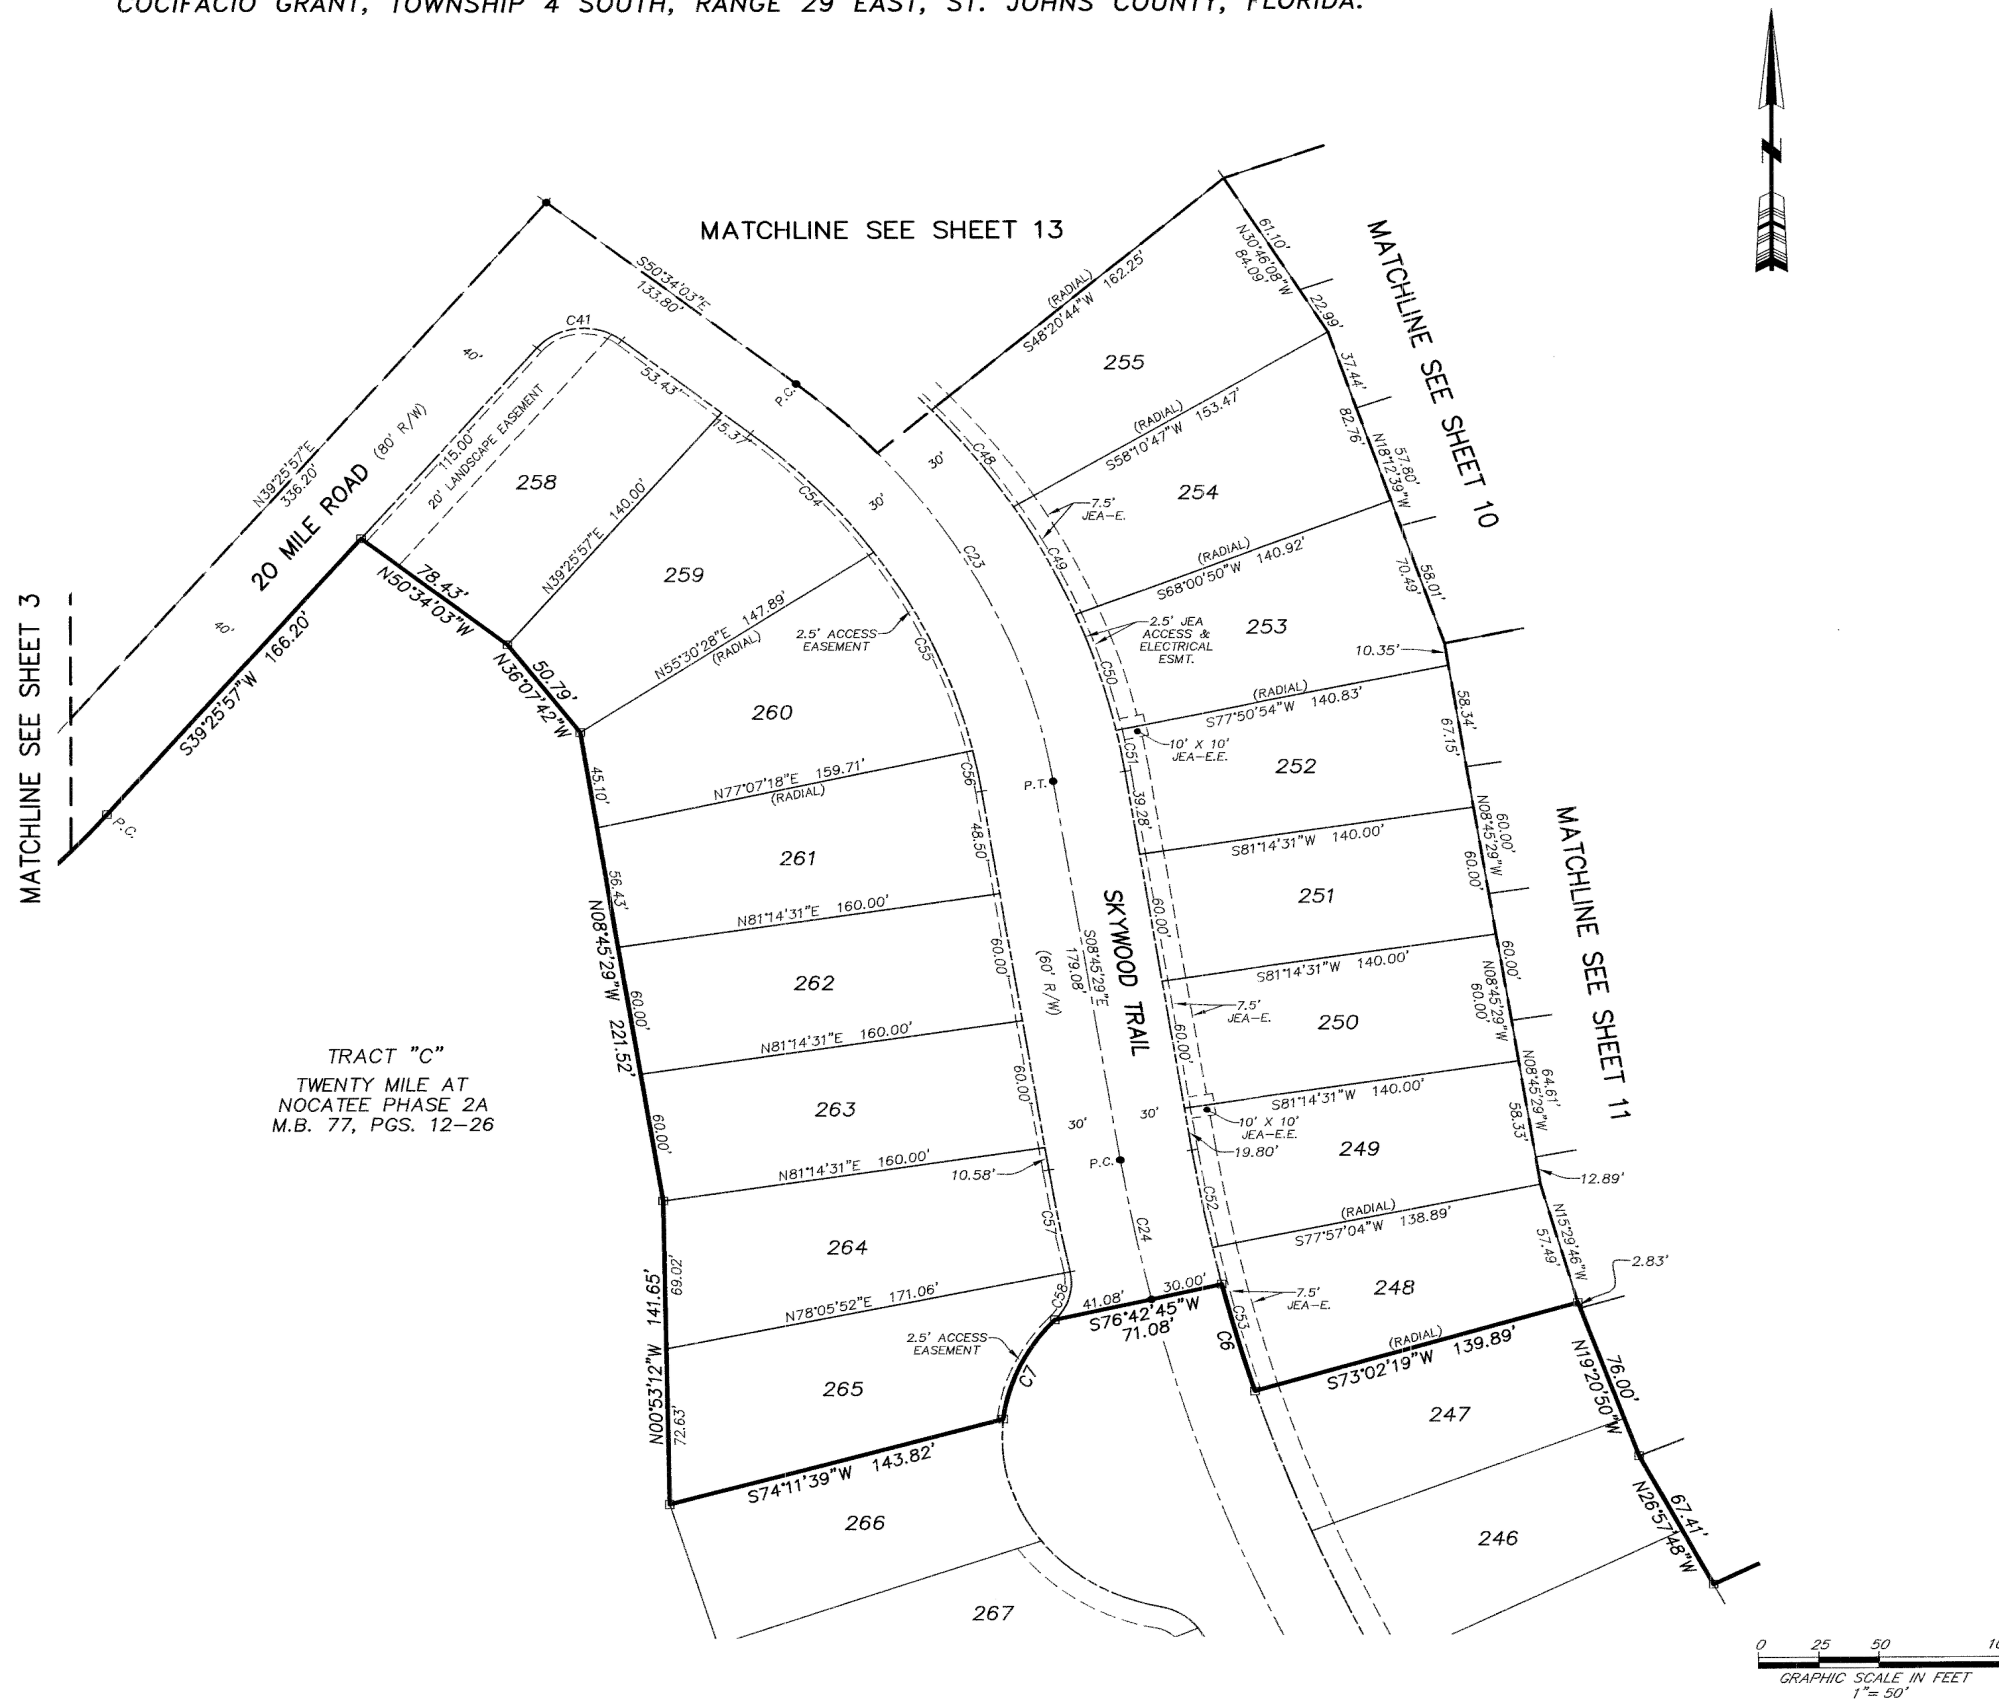 COCIFACIO GRANT, TOWNSHIP 4 SOUTH, RANGE 29 EAST, ST. JOHNS COUNTY, FLORIDA.
N
MATCHLINE SEE SHEET 13
MATCHLINE SEE SHEET 10
MATCHLINE SEE SHEET 11
MATCHLINE SEE SHEET 3
S50°34'03"E
133.80'
P.C.
N39°25'57"E
336.20'
20 MILE ROAD (80' R/W)
40'
40'
S39°25'57"W 166.20'
P.C.
C41
115.00'
20' LANDSCAPE EASEMENT
53.43'
15.37'
258
N39°25'57"E 140.00'
78.43'
N50°34'03"W
50.79'
N36°07'42"W
259
C54
N55°30'28"E 147.89'
(RADIAL)
2.5' ACCESS
EASEMENT
C55
260
45.10'
N77°07'18"E 159.71'
(RADIAL)
C56
48.50'
261
56.43'
N81°14'31"E 160.00'
N08°45'29"W 221.52'
60.00'
262
60.00'
N81°14'31"E 160.00'
60.00'
263
60.00'
N81°14'31"E 160.00'
10.58'
C57
264
69.02'
N00°53'12"W 141.65'
N78°05'52"E 171.06'
C58
2.5' ACCESS
EASEMENT
265
72.63'
C7
S74°11'39"W 143.82'
266
267
TRACT "C"
TWENTY MILE AT
NOCATEE PHASE 2A
M.B. 77, PGS. 12-26
30'
30'
C23
P.T.
SKYWOOD TRAIL
S08°45'29"E
179.08'
(60' R/W)
30'
30'
P.C.
C24
41.08'
30.00'
S76°42'45"W
71.08'
C6
C53
61.10'
N30°46'08"W
84.09'
22.99'
(RADIAL)
S48°20'44"W 162.25'
255
C48
37.44'
82.76'
(RADIAL)
S58°10'47"W 153.47'
7.5'
JEA-E.
254
57.80'
N18°12'39"W
C49
(RADIAL)
S68°00'50"W 140.92'
58.01'
70.49'
2.5' JEA
ACCESS &
ELECTRICAL
ESMT.
253
10.35'
C50
(RADIAL)
S77°50'54"W 140.83'
58.34'
67.15'
C51
10' X 10'
JEA-E.E.
252
39.28'
S81°14'31"W 140.00'
60.00'
N08°45'29"W
60.00'
251
60.00'
S81°14'31"W 140.00'
60.00'
N08°45'29"W
60.00'
7.5'
JEA-E.
250
60.00'
S81°14'31"W 140.00'
64.61'
N08°45'29"W
58.33'
10' X 10'
JEA-E.E.
19.80'
249
12.89'
C52
(RADIAL)
S77°57'04"W 138.89'
N15°29'46"W
57.49'
2.83'
7.5'
JEA-E.
248
(RADIAL)
S73°02'19"W 139.89'
76.00'
N19°20'50"W
247
67.41'
N26°57'48"W
246
0 25 50 10
GRAPHIC SCALE IN FEET
1"= 50'